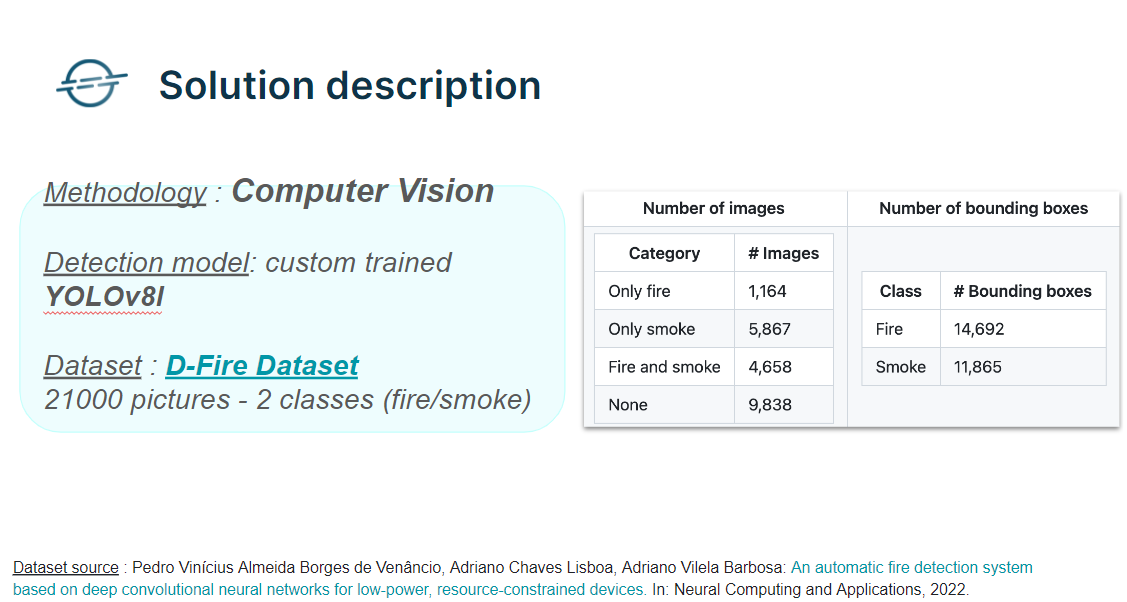 Solution description
Methodology : Computer Vision
Detection model: custom trained
YOLOv8l
Dataset : D-Fire Dataset
21000 pictures - 2 classes (fire/smoke)
Number of images Number of bounding boxes
Category # Images
Only fire 1,164
Only smoke 5,867
Fire and smoke 4,658
None 9,838
Class # Bounding boxes
Fire 14,692
Smoke 11,865
Dataset source : Pedro Vinícius Almeida Borges de Venâncio, Adriano Chaves Lisboa, Adriano Vilela Barbosa: An automatic fire detection system
based on deep convolutional neural networks for low-power, resource-constrained devices. In: Neural Computing and Applications, 2022.